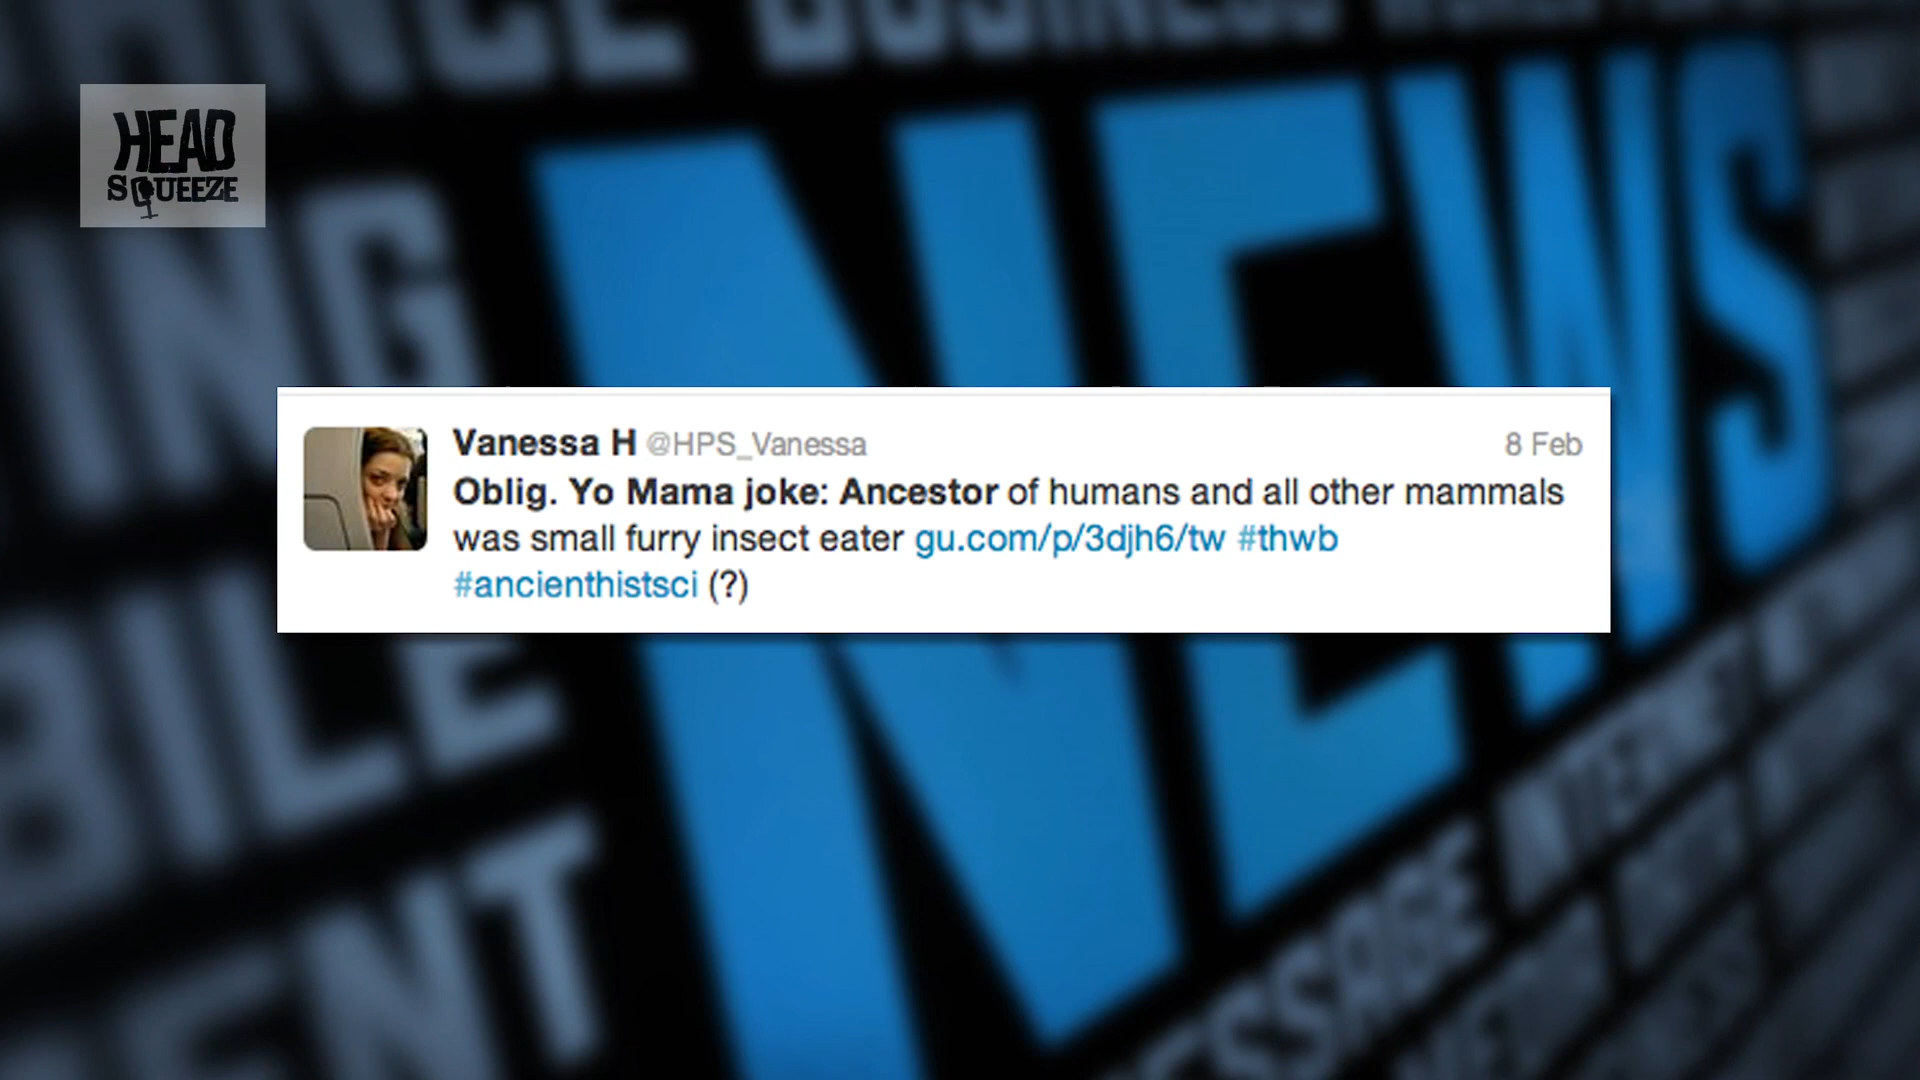 HEAD
SQUEEZE
BUSINESS
NEWS
Vanessa H @HPS_Vanessa 8 Feb
Oblig. Yo Mama joke: Ancestor of humans and all other mammals
was small furry insect eater gu.com/p/3djh6/tw #thwb
#ancienthistsci (?)